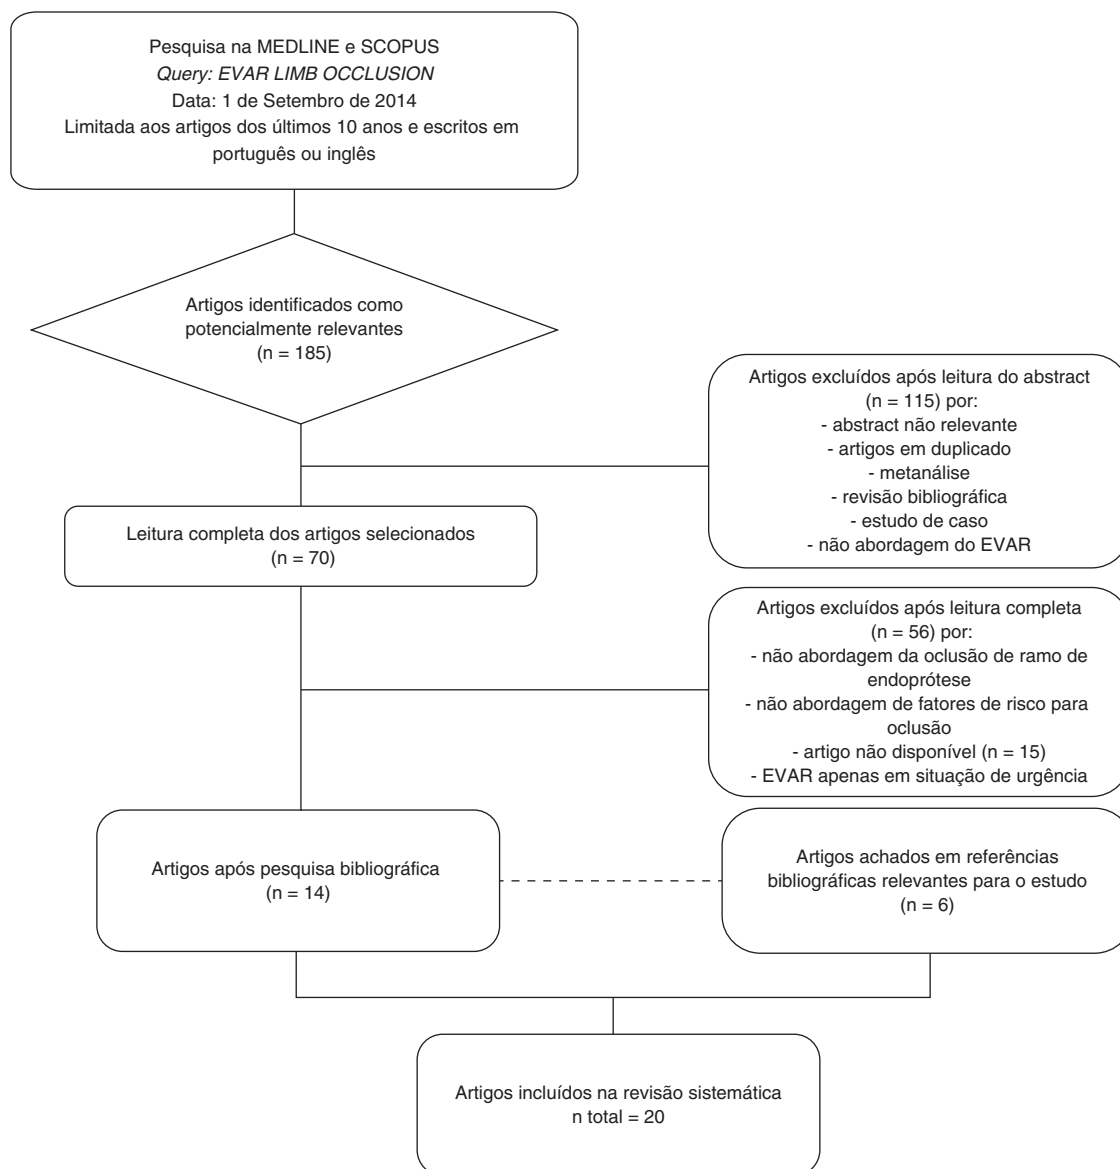 Pesquisa na MEDLINE e SCOPUS
Query: EVAR LIMB OCCLUSION
Data: 1 de Setembro de 2014
Limitada aos artigos dos últimos 10 anos e escritos em
português ou inglês
Artigos identificados como
potencialmente relevantes
(n = 185)
Artigos excluídos após leitura do abstract
(n = 115) por:
- abstract não relevante
- artigos em duplicado
- metanálise
- revisão bibliográfica
- estudo de caso
- não abordagem do EVAR
Leitura completa dos artigos selecionados
(n = 70)
Artigos excluídos após leitura completa
(n = 56) por:
- não abordagem da oclusão de ramo de
endoprótese
- não abordagem de fatores de risco para
oclusão
- artigo não disponível (n = 15)
- EVAR apenas em situação de urgência
Artigos após pesquisa bibliográfica
(n = 14)
Artigos achados em referências
bibliográficas relevantes para o estudo
(n = 6)
Artigos incluídos na revisão sistemática
n total = 20